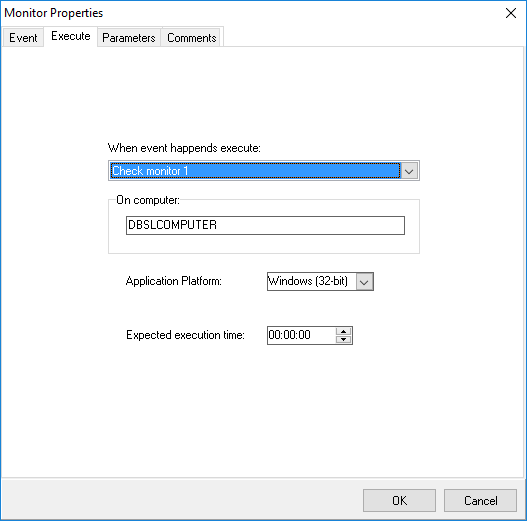 Monitor Properties
Event Execute Parameters Comments
When event happends execute:
Check monitor 1
On computer:
DBSLCOMPUTER
Application Platform: Windows (32-bit)
Expected execution time: 00:00:00
OK Cancel